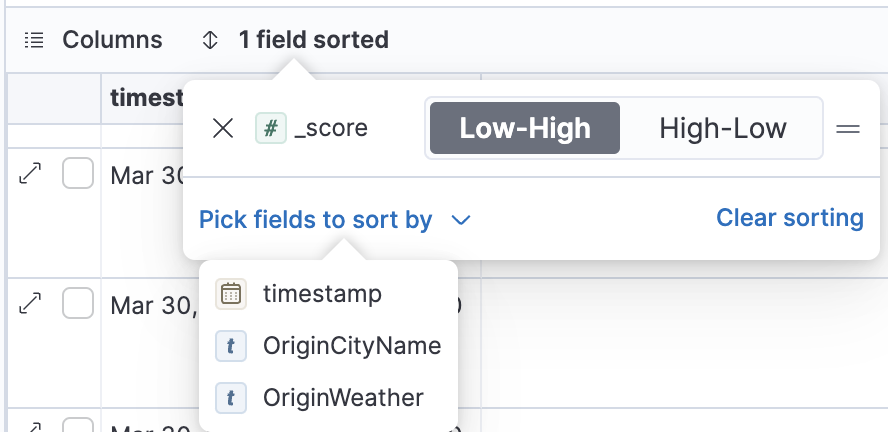 Columns 1 field sorted
timest
# _score Low-High High-Low
Mar 30
Pick fields to sort by Clear sorting
timestamp
Mar 30,
t OriginCityName
t OriginWeather